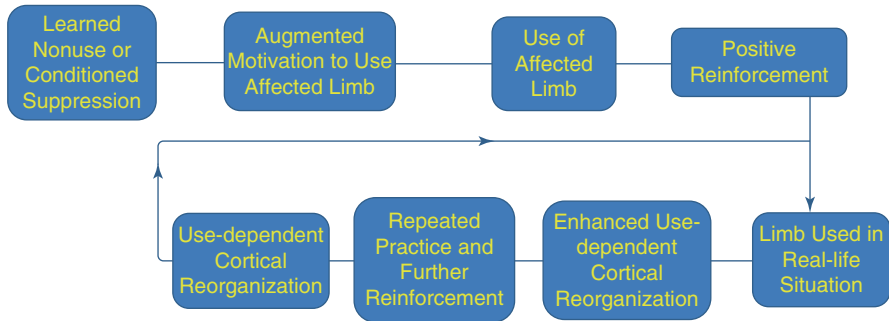 Learned
Nonuse or
Conditioned
Suppression
Augmented
Motivation to Use
Affected Limb
Use of
Affected
Limb
Positive
Reinforcement
Use-dependent
Cortical
Reorganization
Repeated
Practice and
Further
Reinforcement
Enhanced Use-
dependent
Cortical
Reorganization
Limb Used in
Real-life
Situation